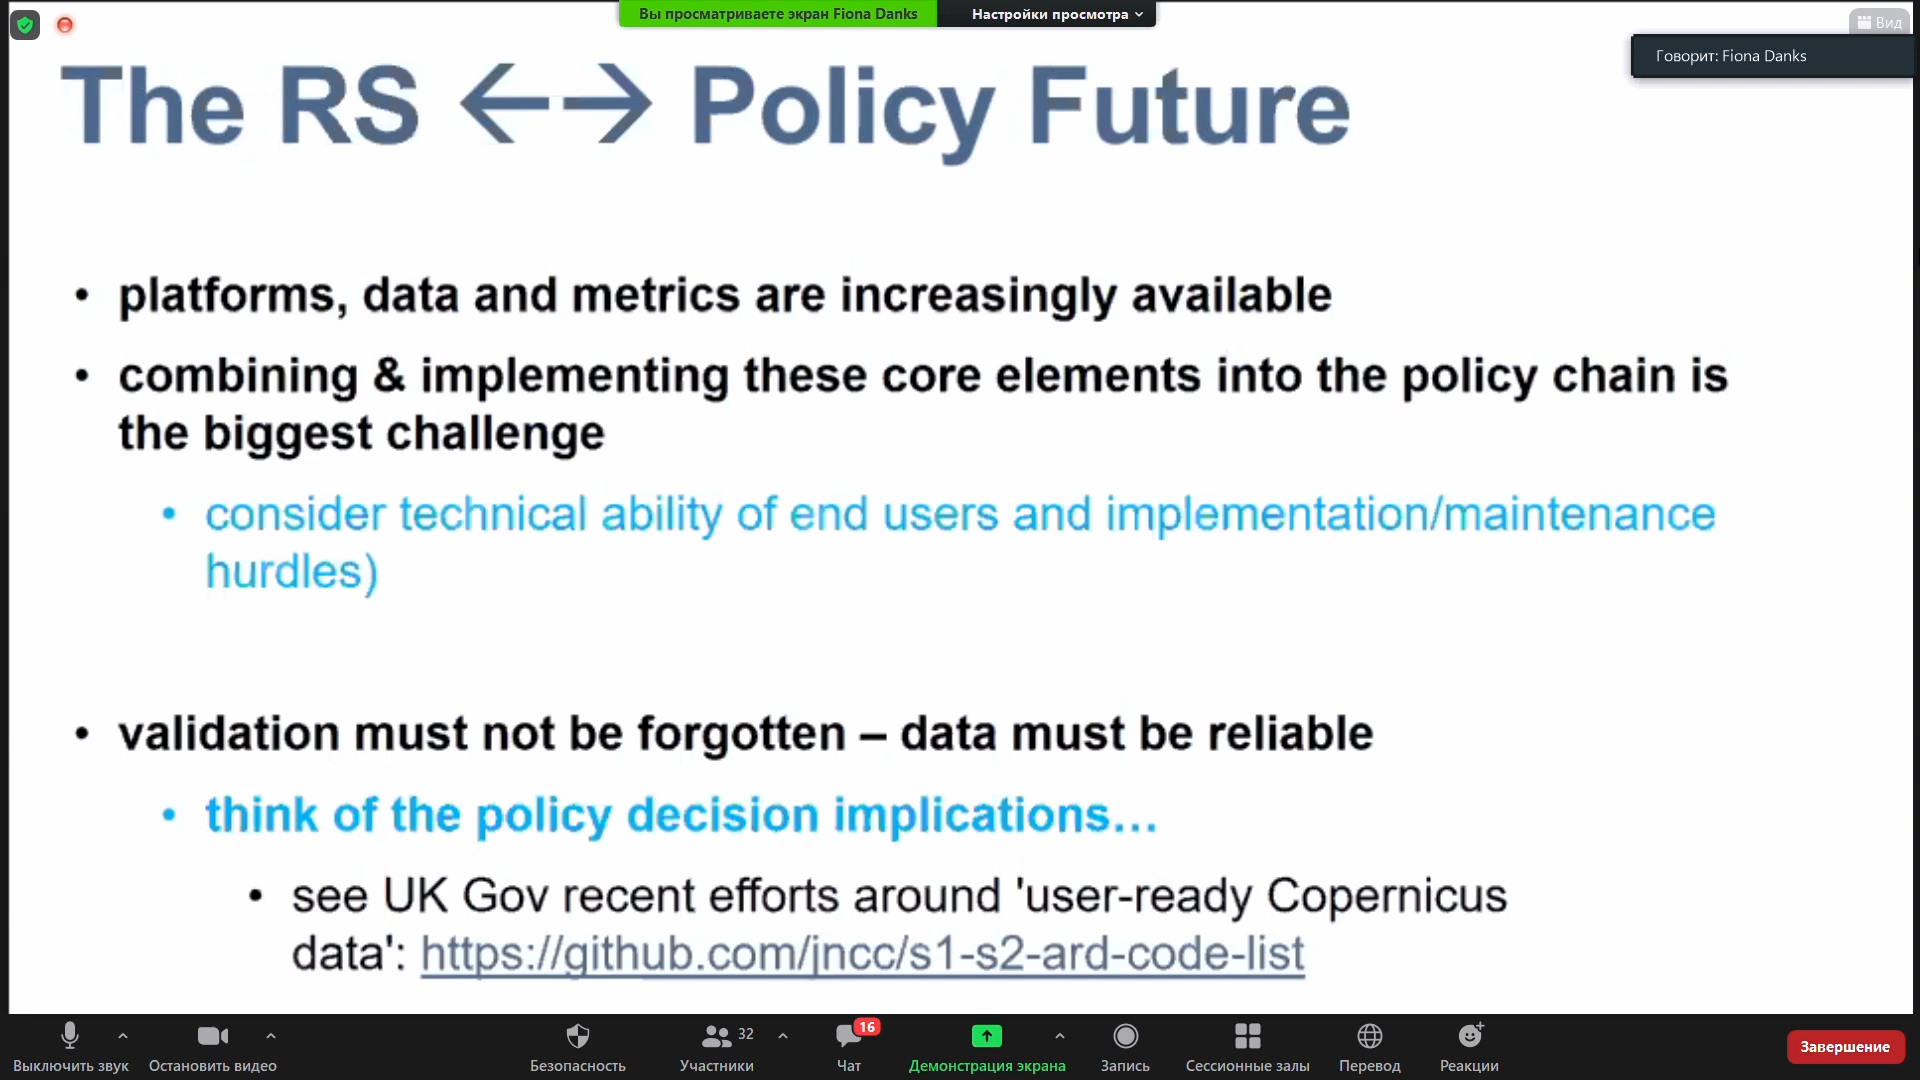 Вы просматриваете экран Fiona Danks
Настройки просмотра
Вид
Говорит: Fiona Danks
The RS ←→ Policy Future
• platforms, data and metrics are increasingly available
• combining & implementing these core elements into the policy chain is
the biggest challenge
• consider technical ability of end users and implementation/maintenance
hurdles)
• validation must not be forgotten – data must be reliable
• think of the policy decision implications…
• see UK Gov recent efforts around 'user-ready Copernicus
data': https://github.com/jncc/s1-s2-ard-code-list
Выключить звук
Остановить видео
Безопасность
32
Участники
16
Чат
Демонстрация экрана
Запись
Сессионные залы
Перевод
Реакции
Завершение